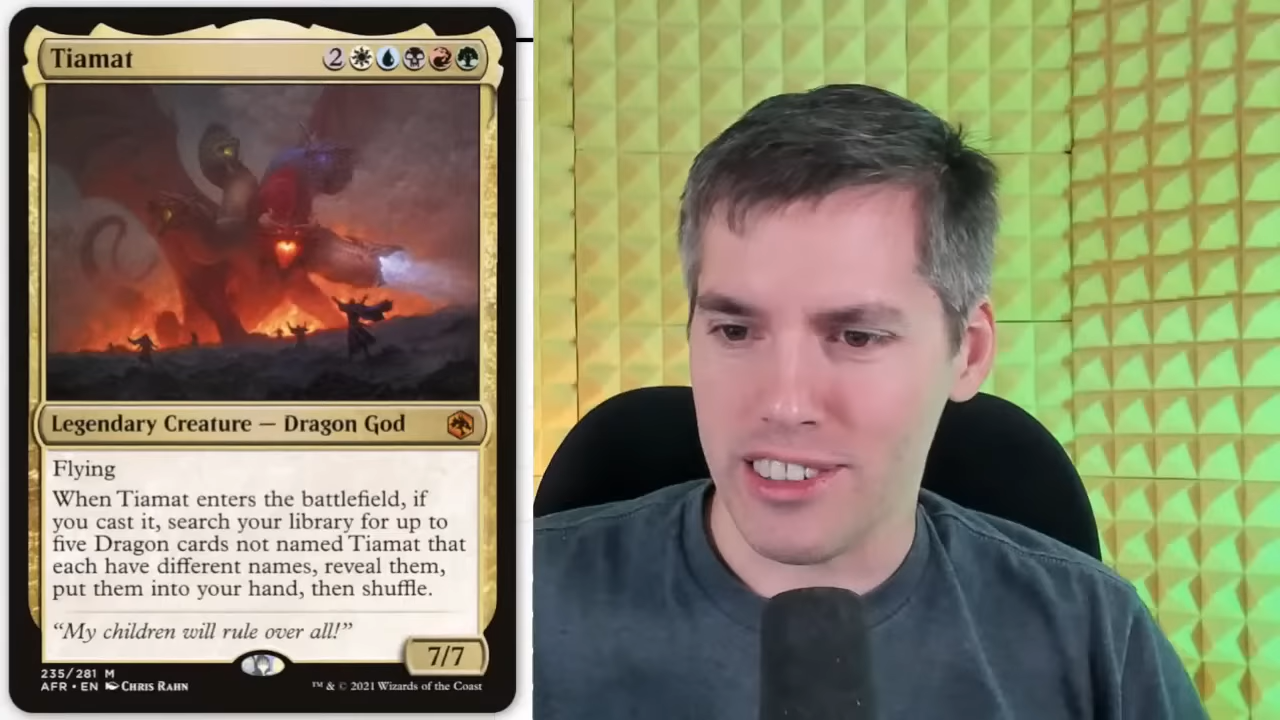 Tiamat
2
Legendary Creature — Dragon God
Flying
When Tiamat enters the battlefield, if
you cast it, search your library for up to
five Dragon cards not named Tiamat that
each have different names, reveal them,
put them into your hand, then shuffle.
“My children will rule over all!”
7/7
235/281 M
AFR • EN Chris Rahn
™ & © 2021 Wizards of the Coast